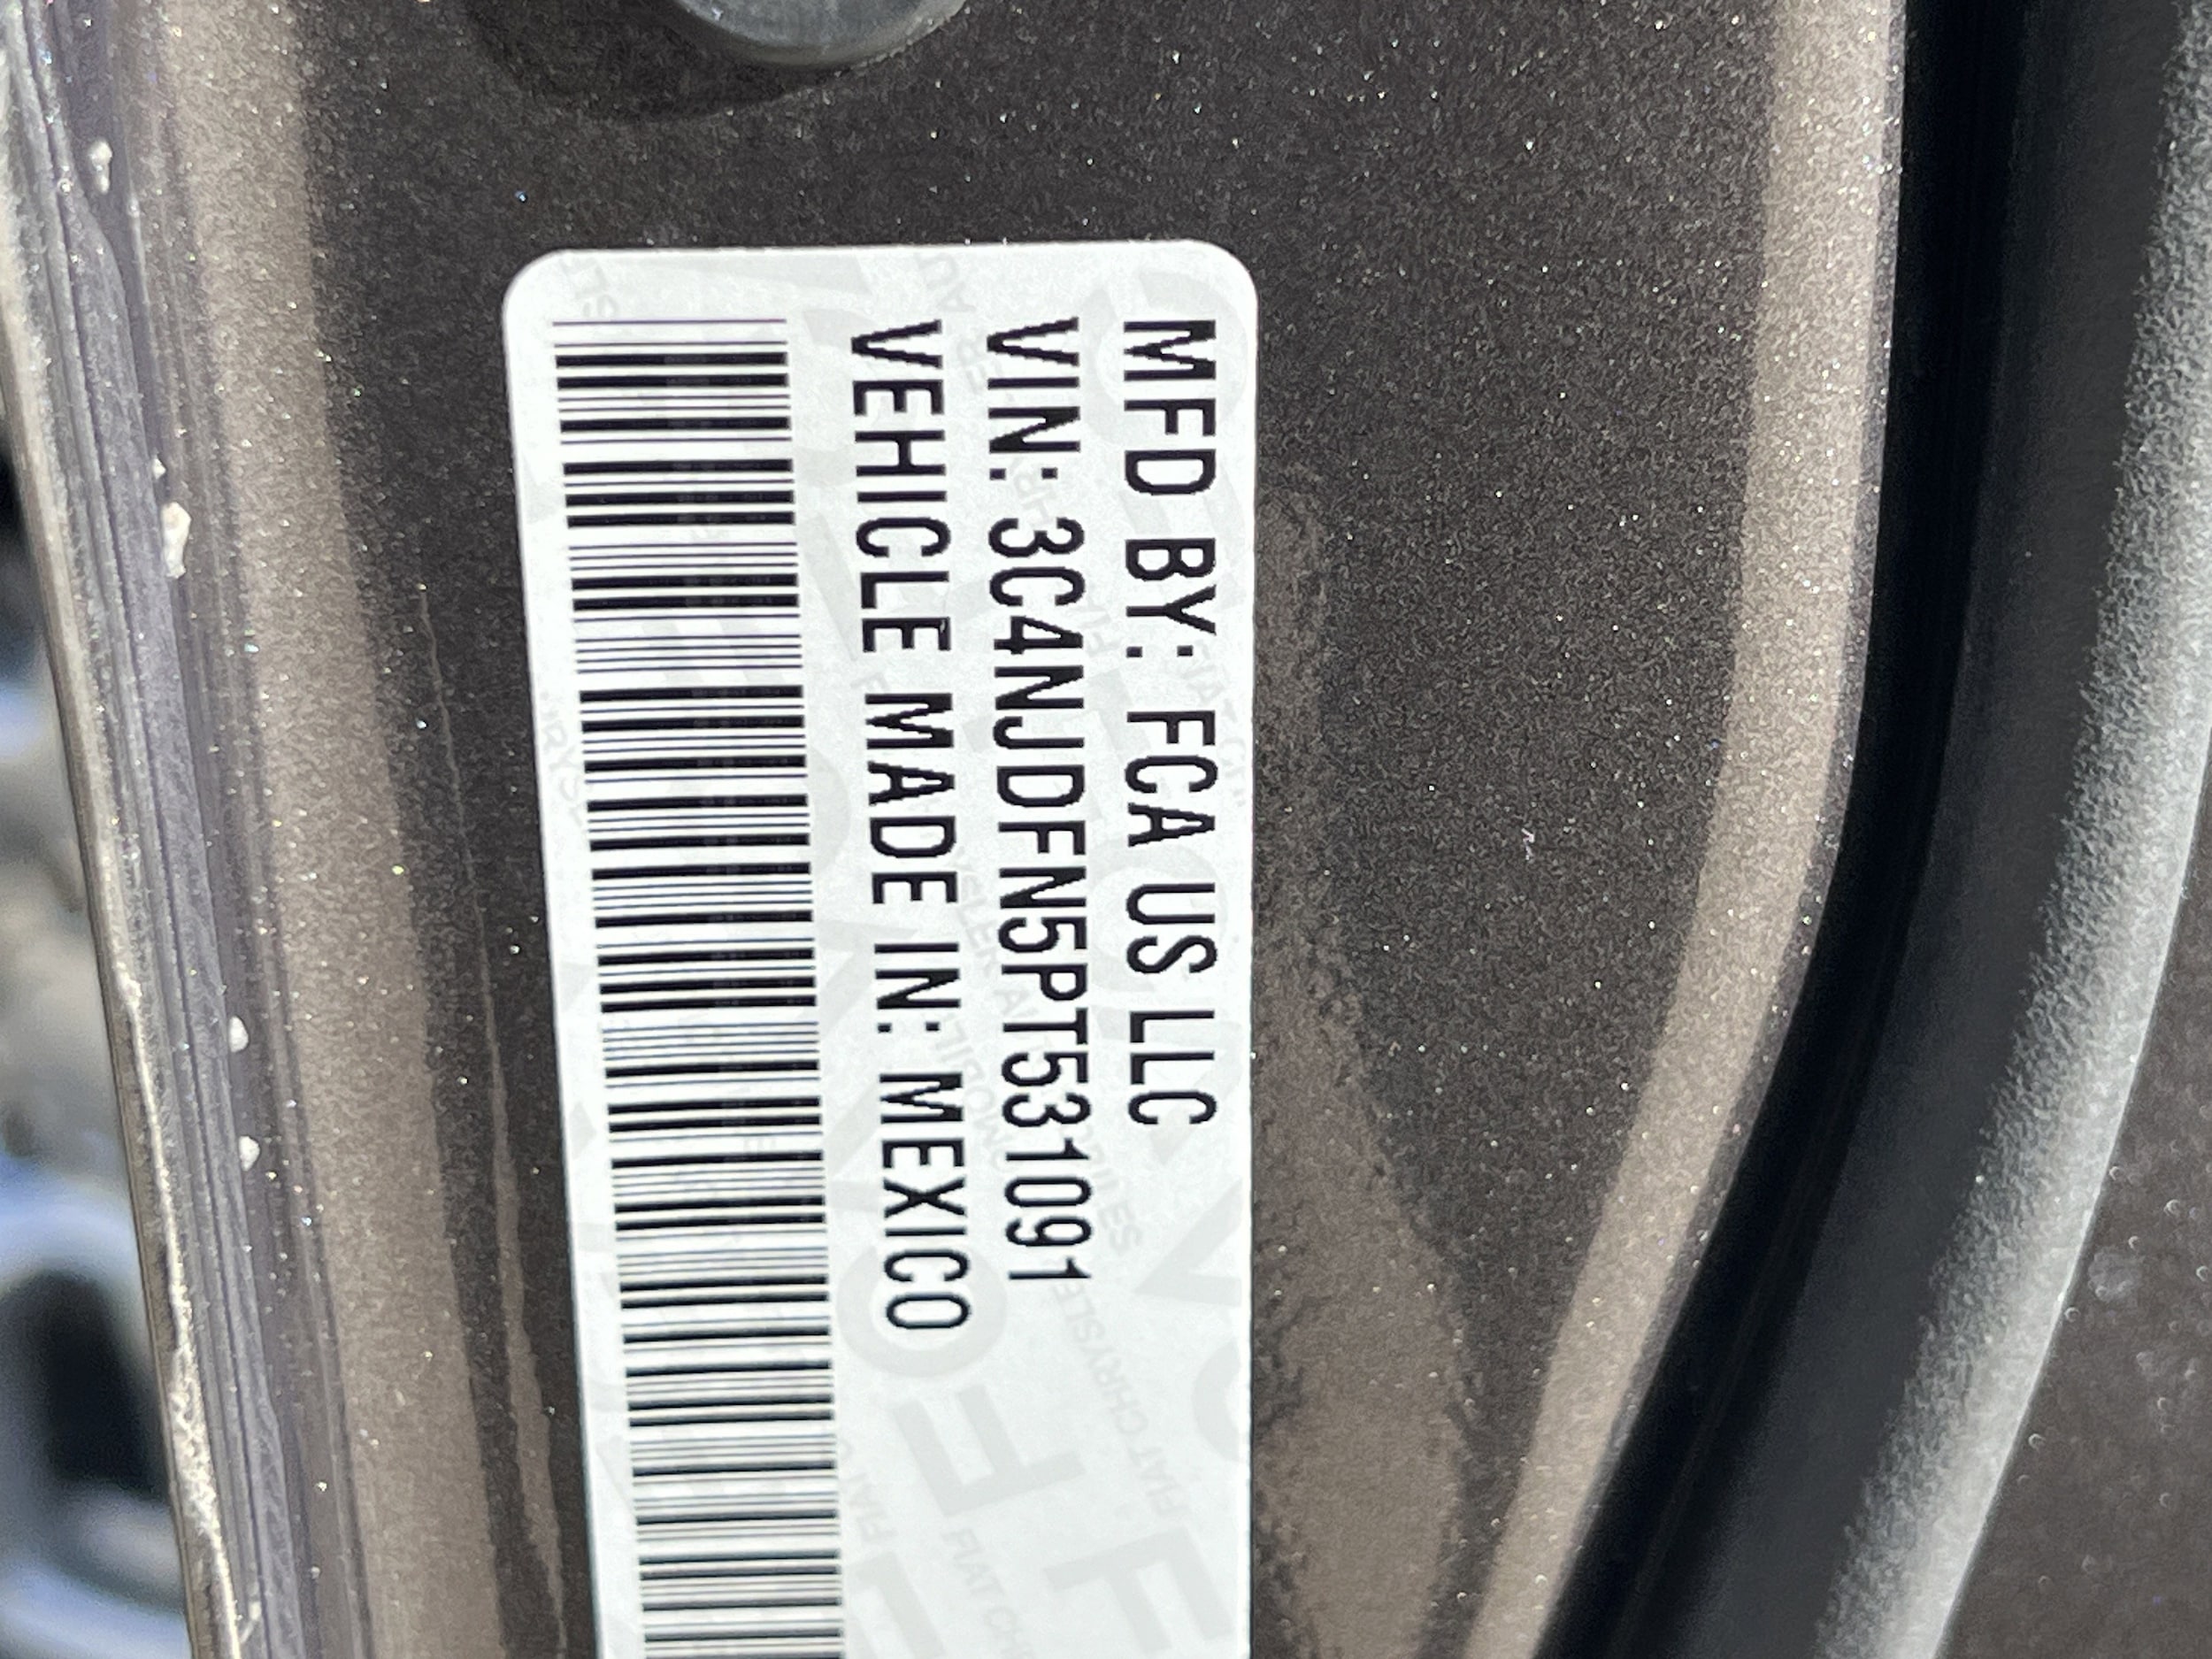 MFD BY: FCA US LLC
VIN: 3C4NJDFN5PT531091
VEHICLE MADE IN: MEXICO